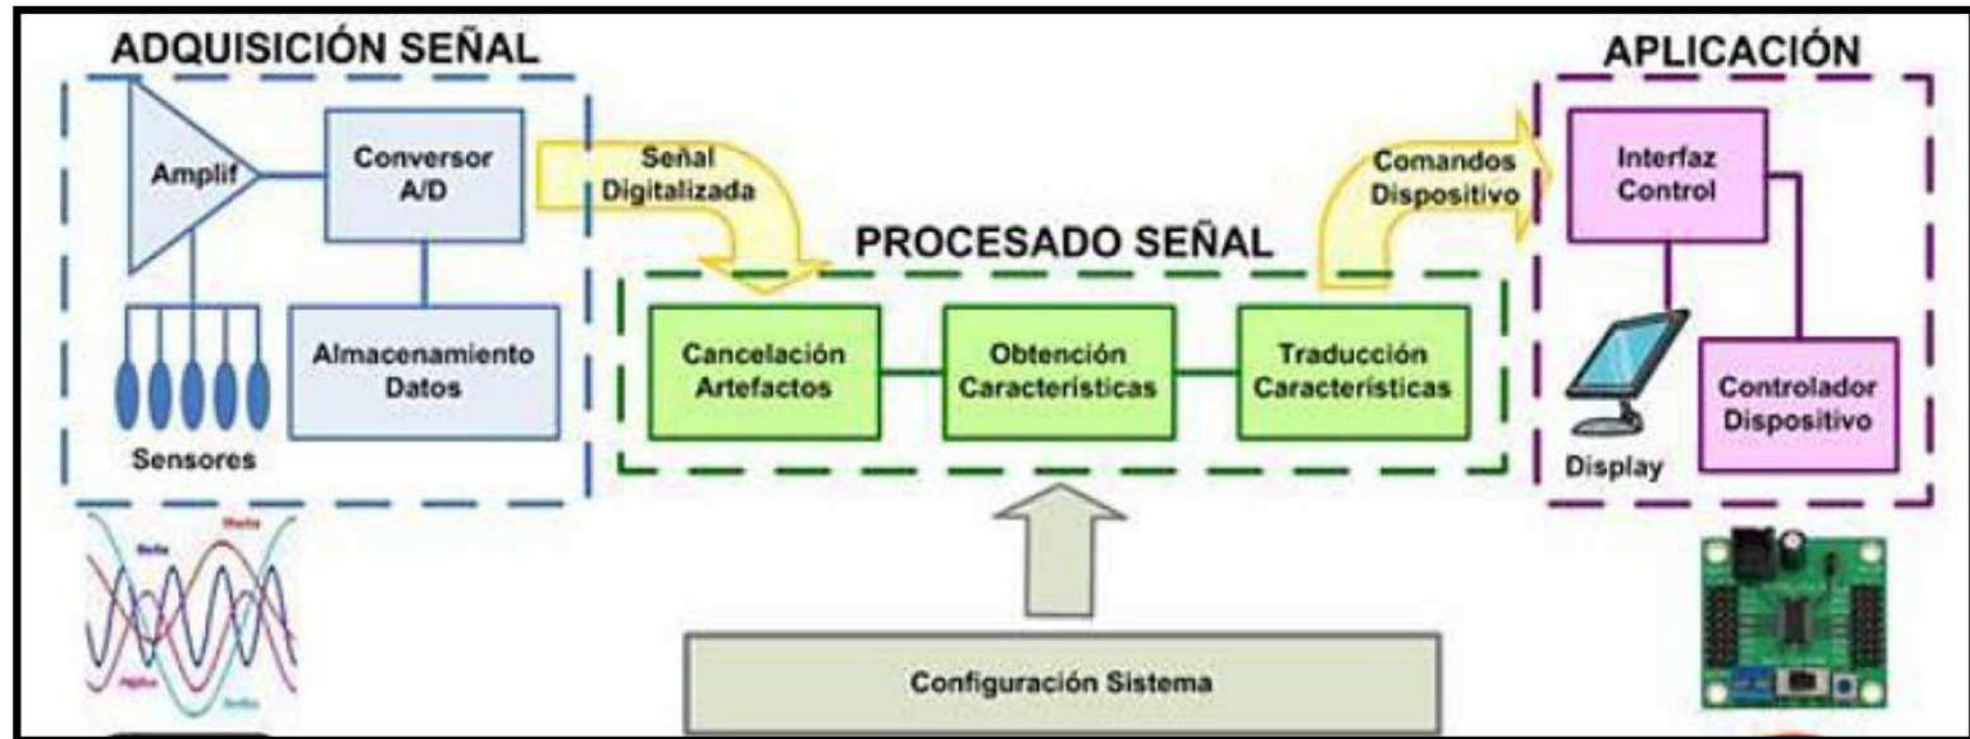 ADQUISICIÓN SEÑAL
Amplif
Conversor
A/D
Almacenamiento
Datos
Sensores
Señal
Digitalizada
PROCESADO SEÑAL
Cancelación
Artefactos
Obtención
Características
Traducción
Características
Comandos
Dispositivo
APLICACIÓN
Interfaz
Control
Display
Controlador
Dispositivo
Configuración Sistema